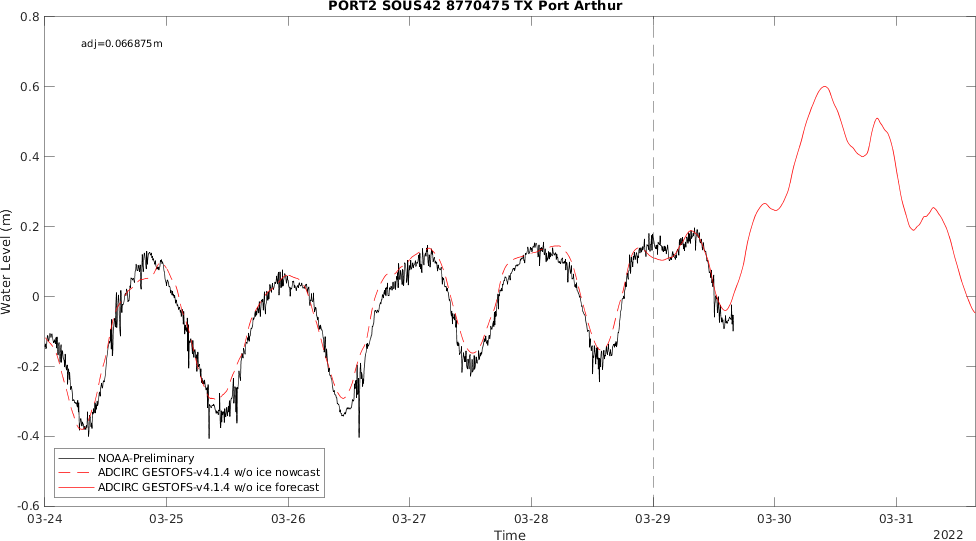 PORT2 SOUS42 8770475 TX Port Arthur
adj=0.066875m
0.8
0.6
0.4
0.2
0
-0.2
-0.4
-0.6
Water Level (m)
NOAA-Preliminary
ADCIRC GESTOFS-v4.1.4 w/o ice nowcast
ADCIRC GESTOFS-v4.1.4 w/o ice forecast
03-24 03-25 03-26 03-27 03-28 03-29 03-30 03-31
Time
2022